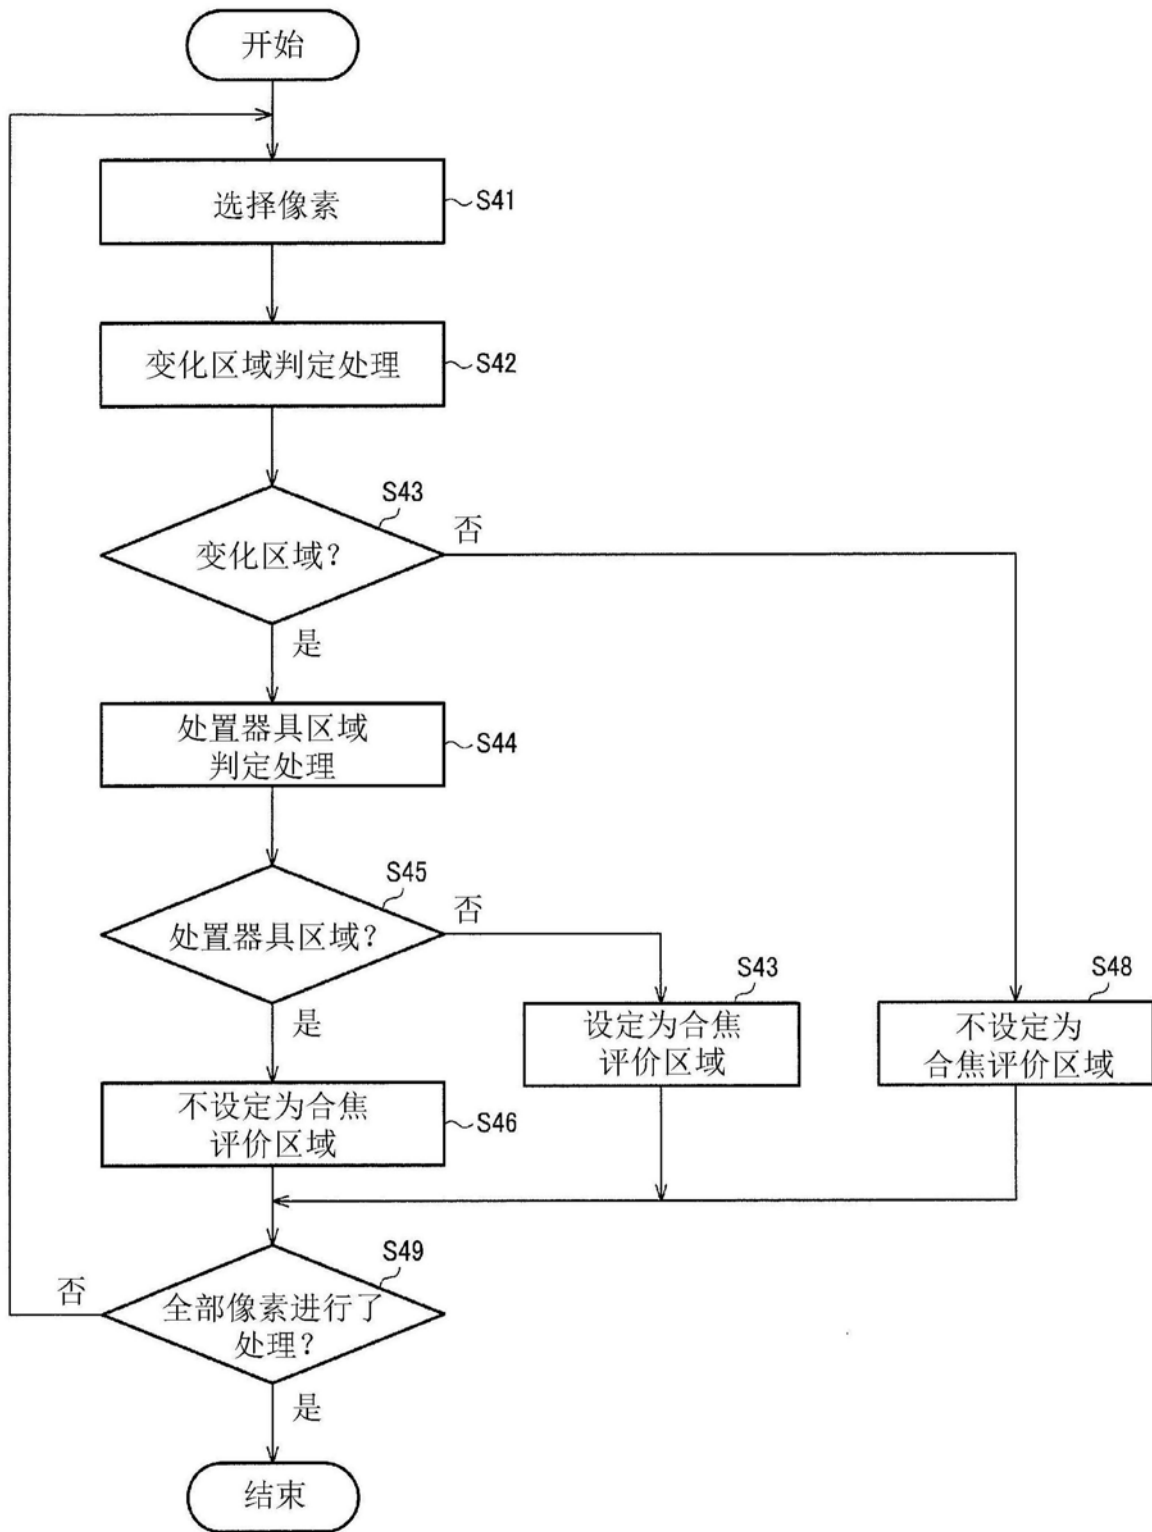 开始
选择像素
S41
变化区域判定处理
S42
S43
变化区域?
否
是
处置器具区域
判定处理
S44
S45
处置器具区域?
否
是
S43
设定为合焦
评价区域
S48
不设定为
合焦评价区域
不设定为合焦
评价区域
S46
S49
全部像素进行了
处理?
否
是
结束